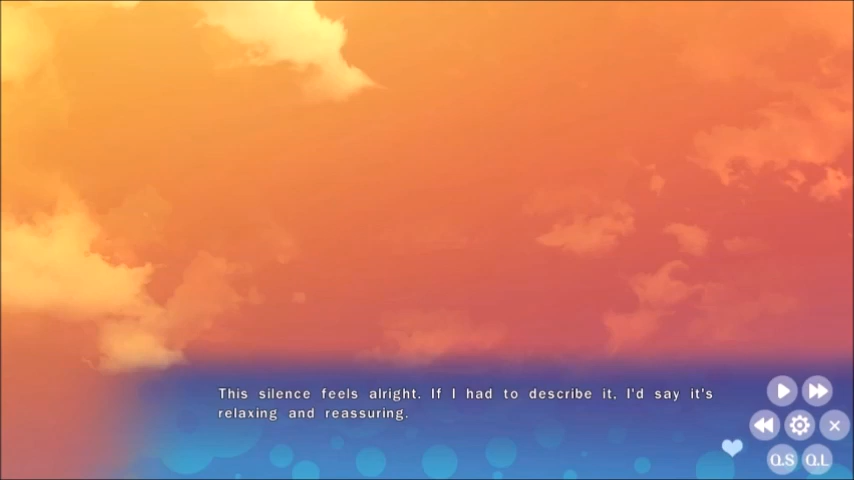 This silence feels alright. If I had to describe it, I'd say it's
relaxing and reassuring.
Q.S Q.L